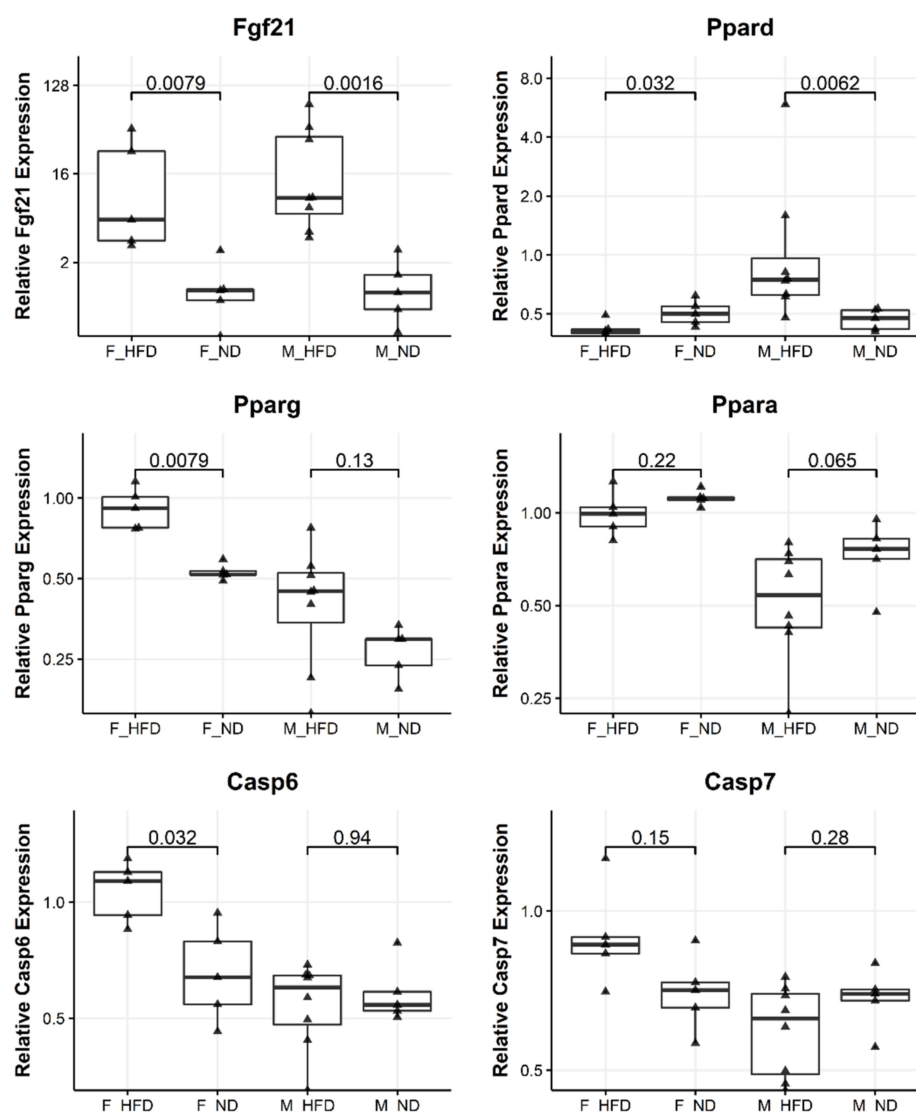 Fgf21
Relative Fgf21 Expression
128
16
2
0.0079
0.0016
F_HFD
F_ND
M_HFD
M_ND
Ppard
Relative Ppard Expression
8.0
4.0
2.0
1.0
0.5
0.032
0.0062
F_HFD
F_ND
M_HFD
M_ND
Pparg
Relative Pparg Expression
1.00
0.50
0.25
0.0079
0.13
F_HFD
F_ND
M_HFD
M_ND
Ppara
Relative Ppara Expression
1.00
0.50
0.25
0.22
0.065
F_HFD
F_ND
M_HFD
M_ND
Casp6
Relative Casp6 Expression
1.0
0.5
0.032
0.94
F_HFD
F_ND
M_HFD
M_ND
Casp7
Relative Casp7 Expression
1.0
0.5
0.15
0.28
F_HFD
F_ND
M_HFD
M_ND